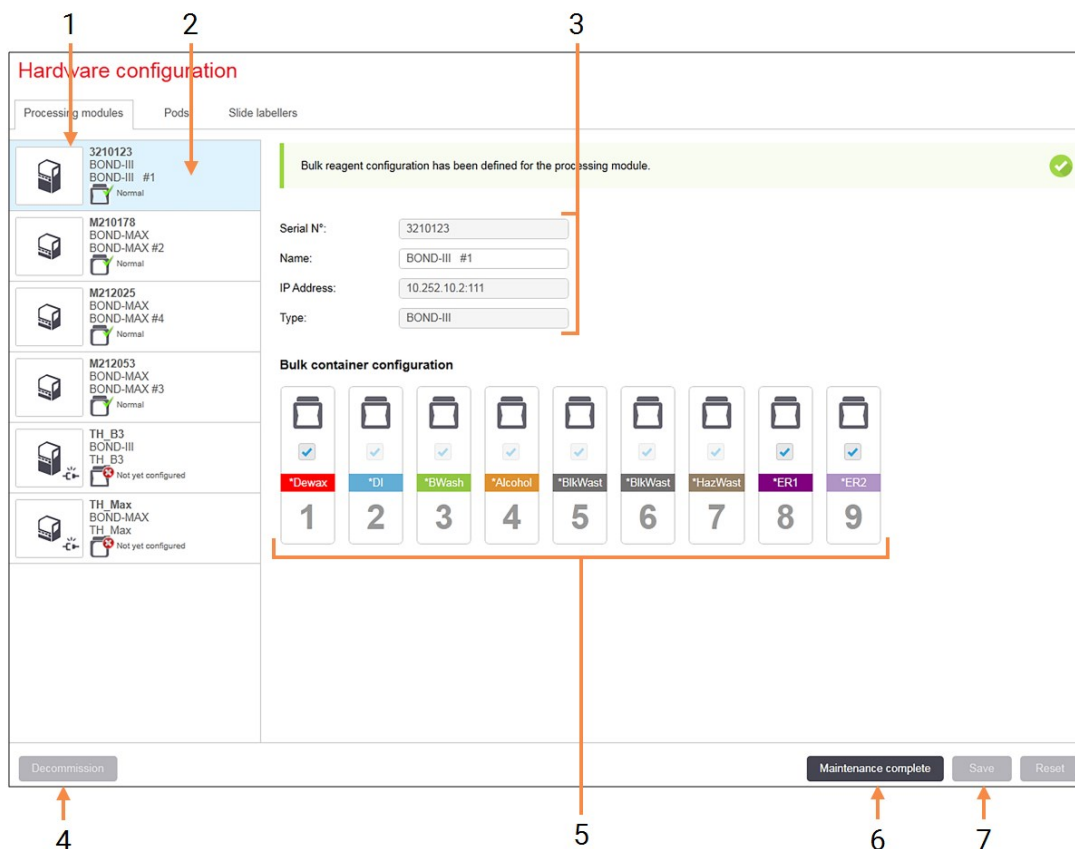 1 2 3
Hardware configuration
Processing modules Pods Slide labellers
3210123
BOND-III
BOND-III #1
Normal
M210178
BOND-MAX
BOND-MAX #2
Normal
M212025
BOND-MAX
BOND-MAX #4
Normal
M212053
BOND-MAX
BOND-MAX #3
Normal
TH_B3
BOND-III
TH_B3
Not yet configured
TH_Max
BOND-MAX
TH_Max
Not yet configured
Bulk reagent configuration has been defined for the processing module.
Serial N°: 3210123
Name: BOND-III #1
IP Address: 10.252.10.2:111
Type: BOND-III
Bulk container configuration
*Dewax *DI *BWash *Alcohol *BlkWast *BlkWast *HazWast *ER1 *ER2
1 2 3 4 5 6 7 8 9
Decommission Maintenance complete Save Reset
4 5 6 7